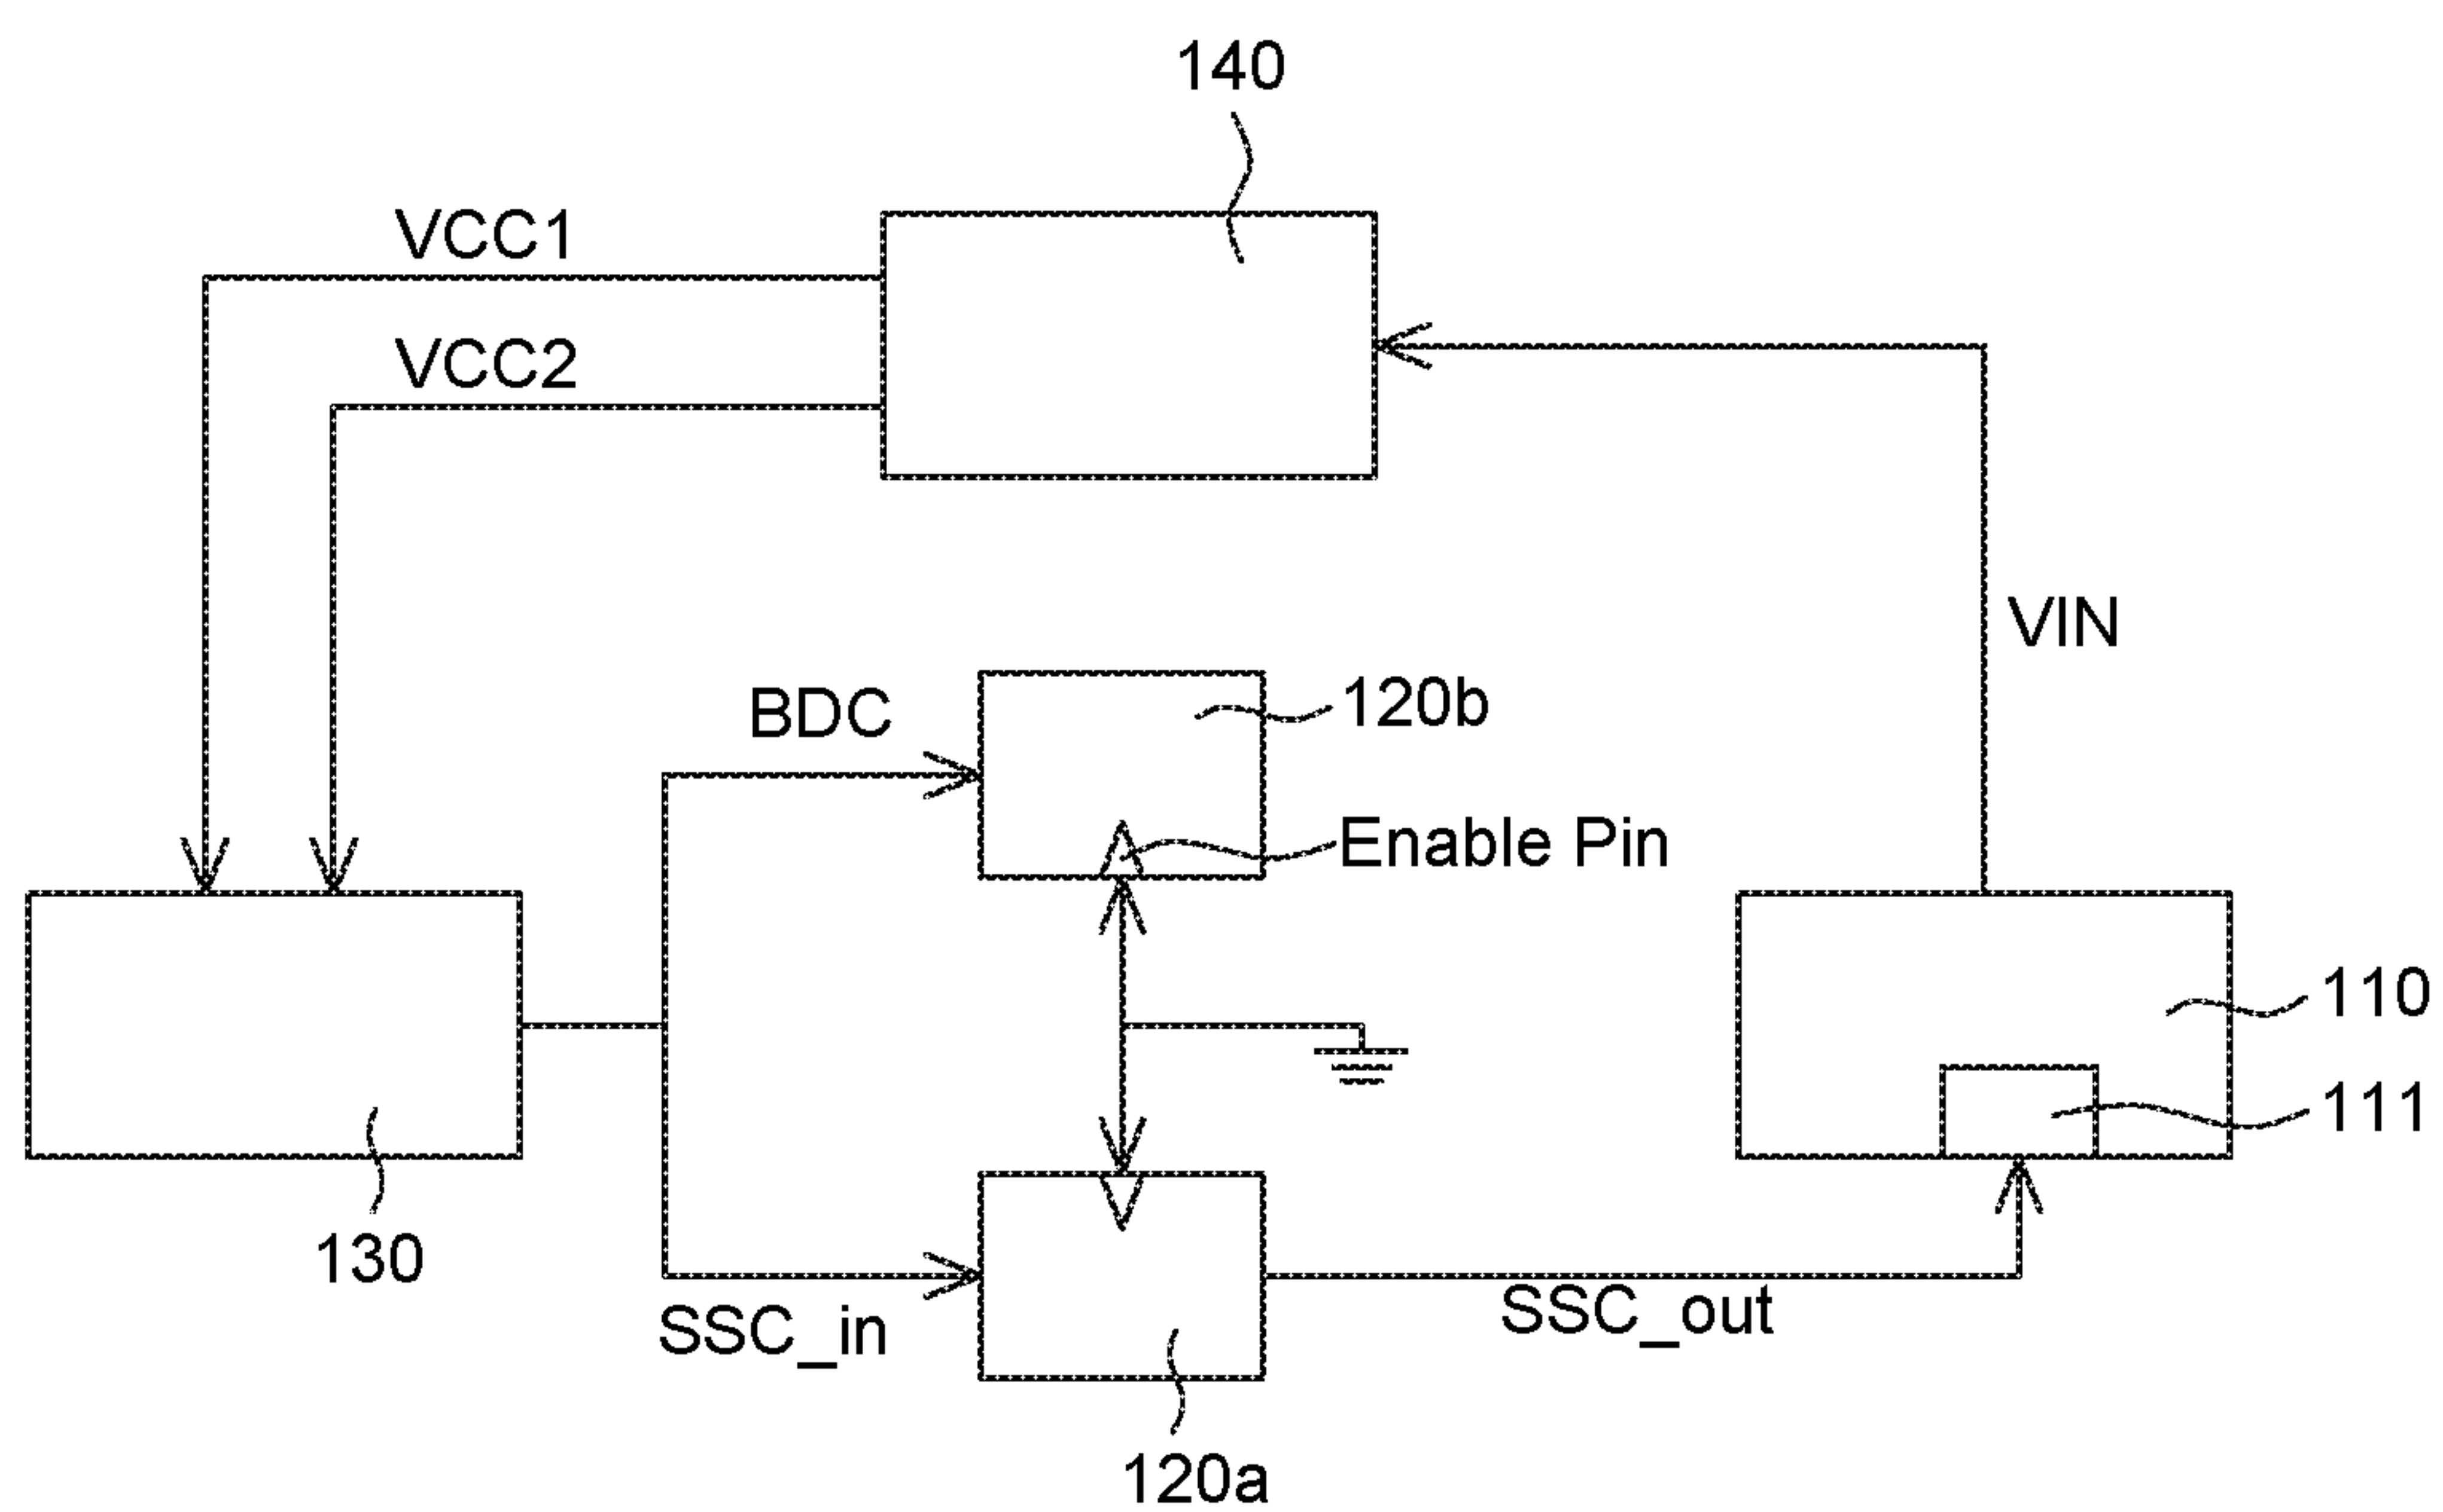 140
VCC1
VCC2
VIN
BDC
120b
Enable Pin
110
111
130
SSC_in
SSC_out
120a